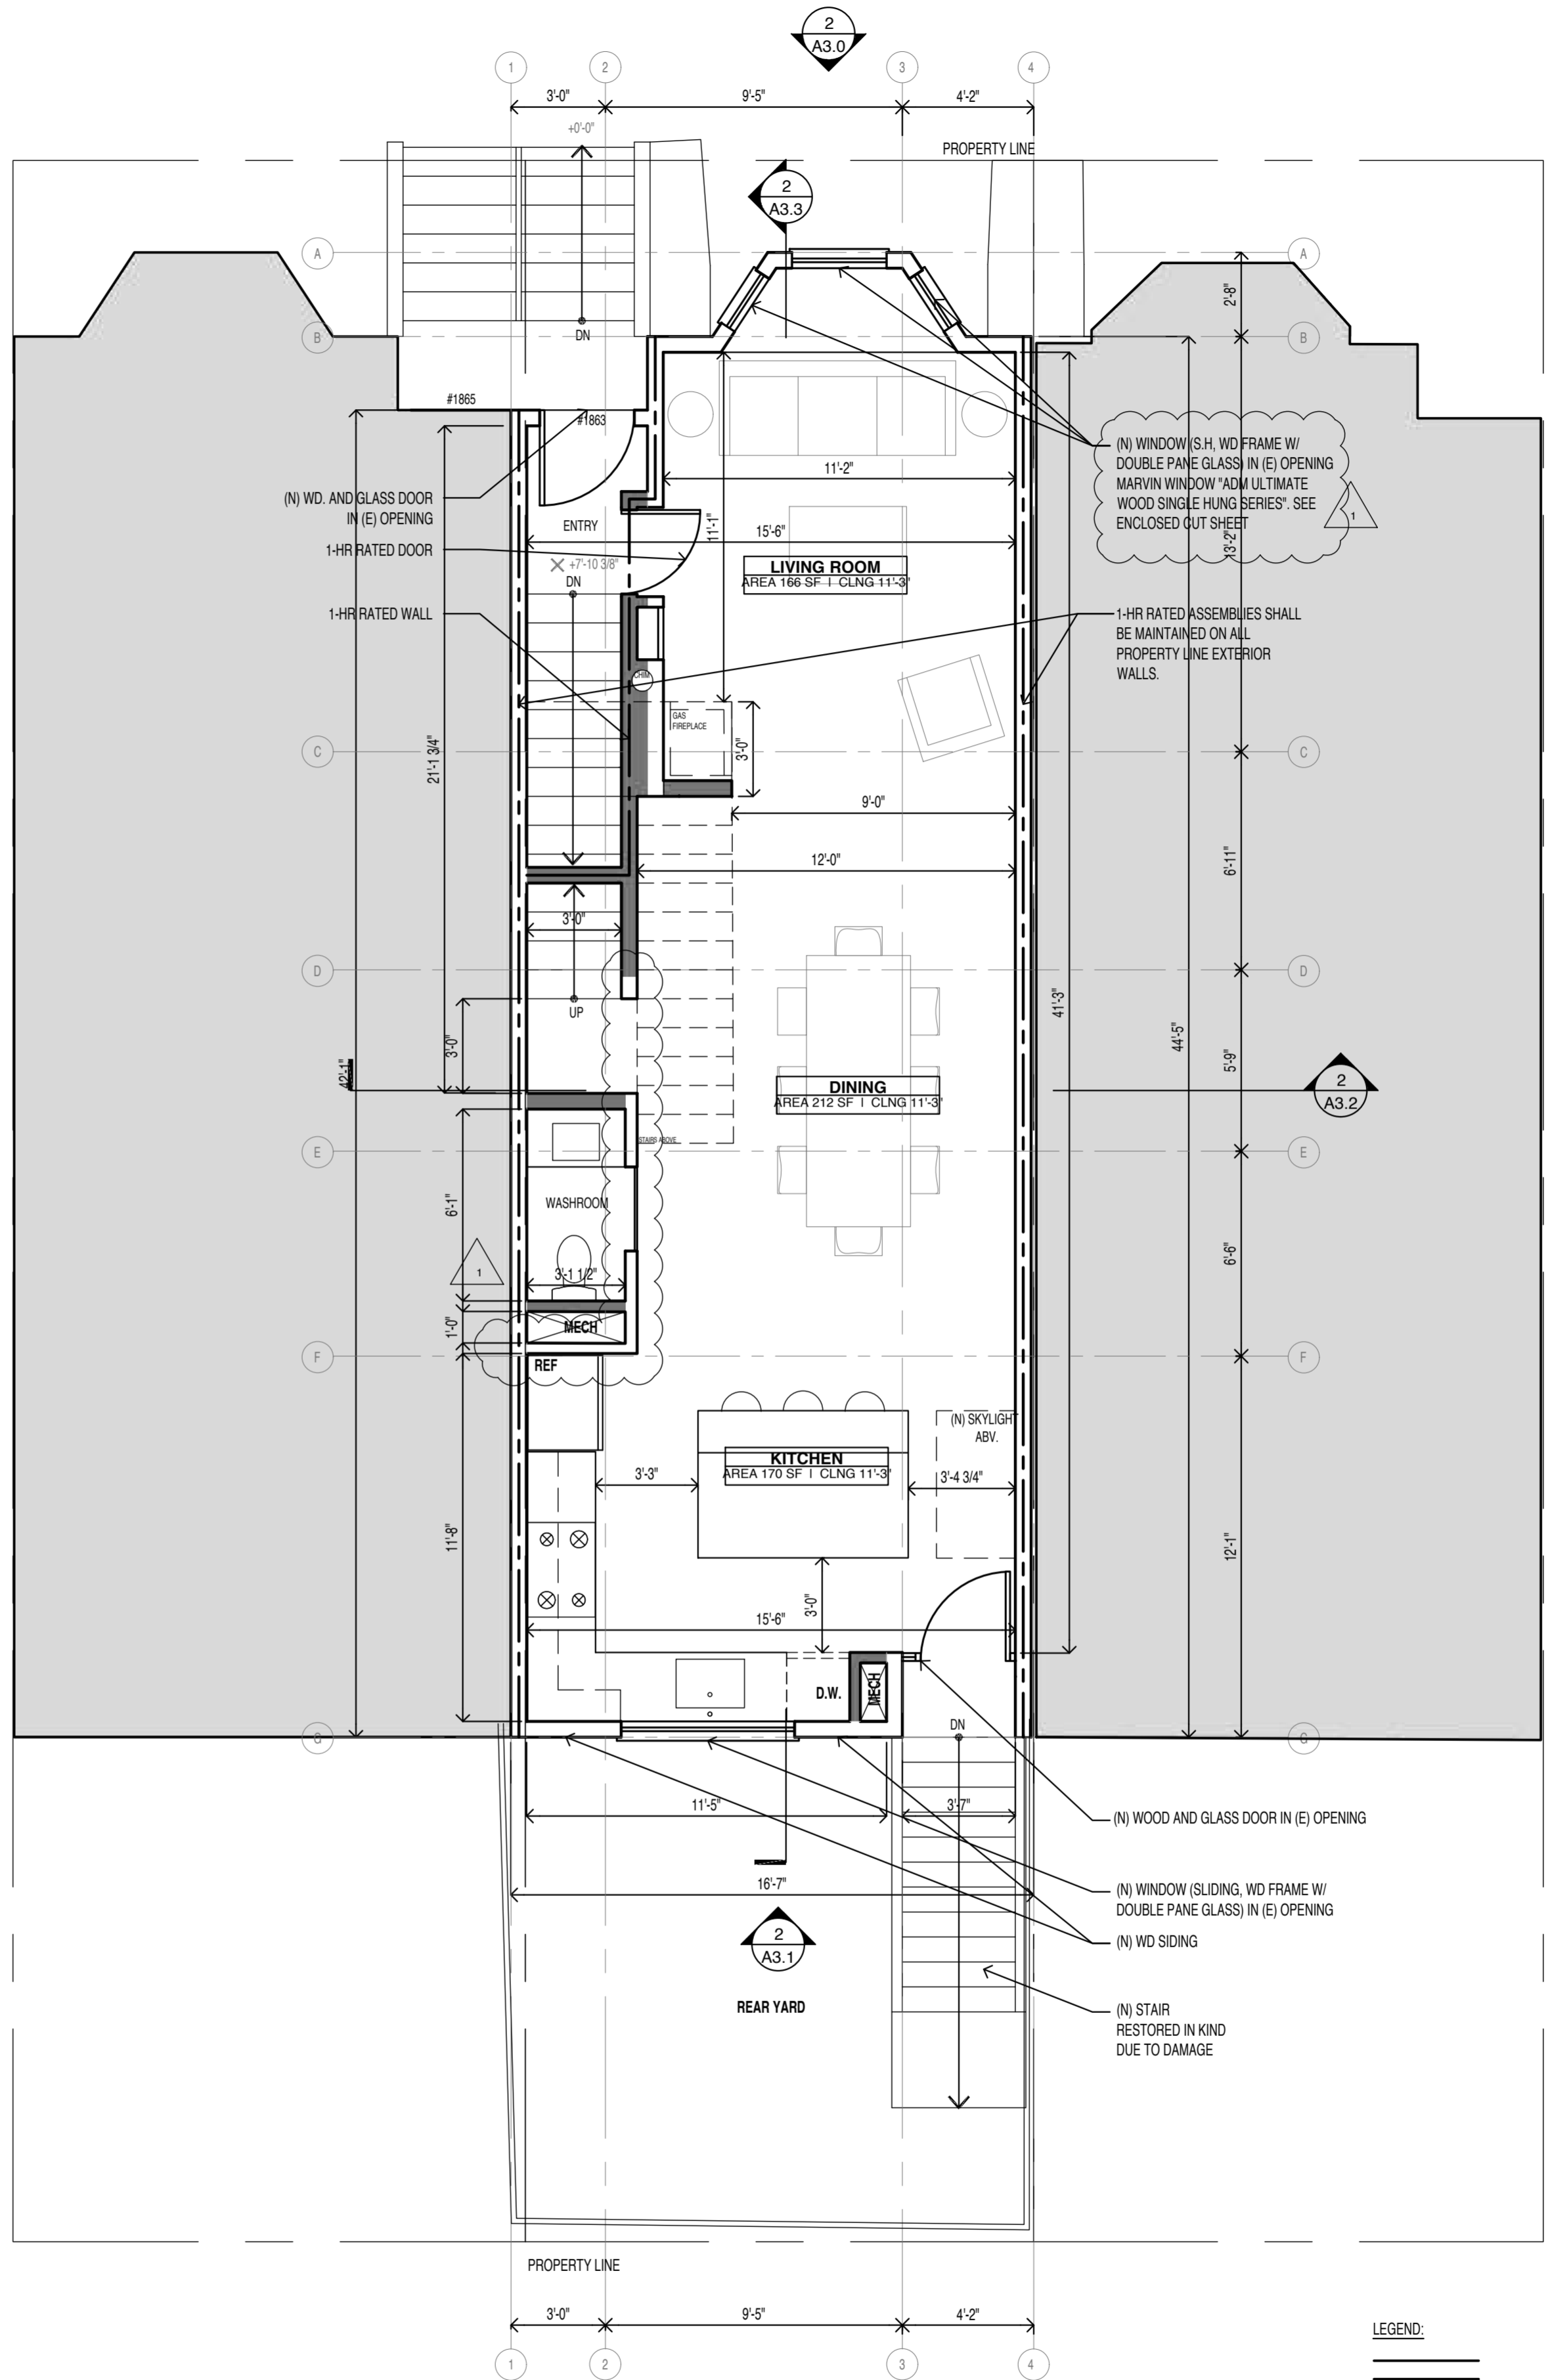 2
A3.0
1
2
3
4
3'-0"
9'-5"
4'-2"
+0'-0"
PROPERTY LINE
2
A3.3
A
A
2'-8"
DN
B
B
#1865
#1863
(N) WINDOW (S.H, WD FRAME W/
DOUBLE PANE GLASS) IN (E) OPENING
MARVIN WINDOW "ADM ULTIMATE
WOOD SINGLE HUNG SERIES". SEE
ENCLOSED CUT SHEET
1
13'-2"
11'-2"
(N) WD. AND GLASS DOOR
IN (E) OPENING
ENTRY
11'-1"
15'-6"
1-HR RATED DOOR
+7'-10 3/8"
DN
LIVING ROOM
AREA 166 SF | CLNG 11'-3"
1-HR RATED WALL
1-HR RATED ASSEMBLIES SHALL
BE MAINTAINED ON ALL
PROPERTY LINE EXTERIOR
WALLS.
CHIM.
GAS
FIREPLACE
3'-0"
21'-1 3/4"
C
C
9'-0"
12'-0"
6'-11"
3'-0"
D
D
UP
3'-0"
42'-1"
41'-3"
44'-5"
5'-9"
DINING
AREA 212 SF | CLNG 11'-3"
2
A3.2
STAIRS ABOVE
E
E
6'-1"
WASHROOM
6'-6"
1
3'-1 1/2"
1'-0"
MECH
F
F
REF
(N) SKYLIGHT
ABV.
KITCHEN
AREA 170 SF | CLNG 11'-3"
3'-3"
3'-4 3/4"
11'-8"
12'-1"
3'-0"
15'-6"
D.W.
MECH
G
G
DN
11'-5"
3'-7"
(N) WOOD AND GLASS DOOR IN (E) OPENING
16'-7"
(N) WINDOW (SLIDING, WD FRAME W/
DOUBLE PANE GLASS) IN (E) OPENING
2
A3.1
(N) WD SIDING
REAR YARD
(N) STAIR
RESTORED IN KIND
DUE TO DAMAGE
PROPERTY LINE
3'-0"
9'-5"
4'-2"
LEGEND:
1
2
3
4